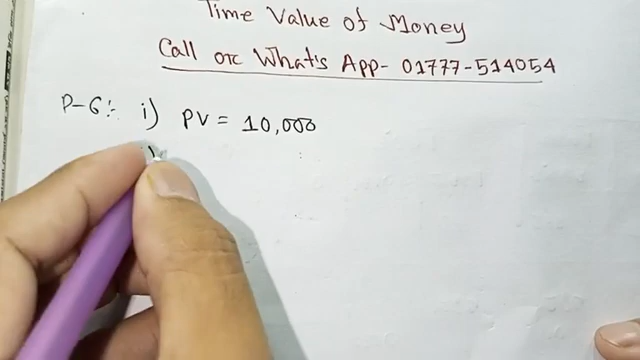 Time Value of Money
Call or What's App- 01777-514054
P-6:- i) PV = 10,000